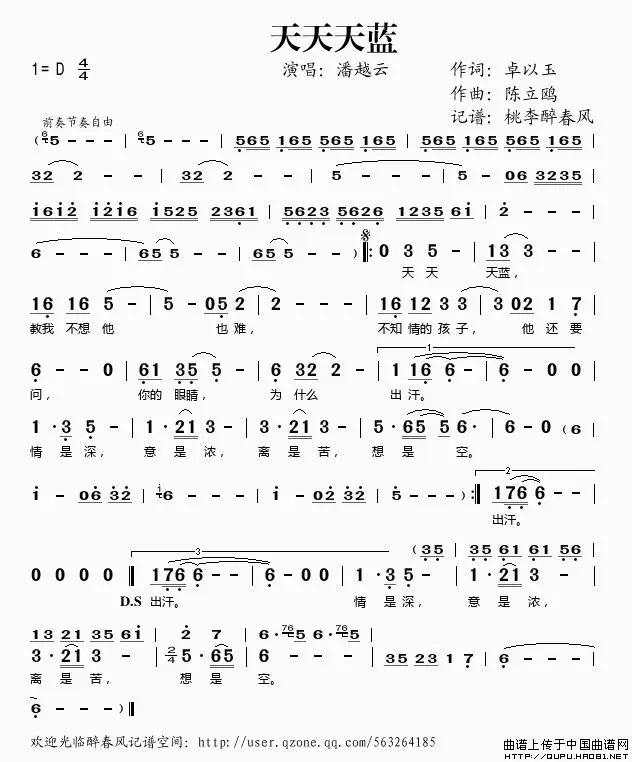 天天天蓝
1=D 4/4
演唱：潘越云
作词：卓以玉
作曲：陈立鸥
记谱：桃李醉春风
前奏节奏自由
( 6 5 - - - | 6 5 - - - | 565 165 565 165 | 565 165 565 165
32 2 - - | 32 2 - - | 5 - - - | 5 - 06 3235
i6i2 i2i6 i525 2361 | 5623 5626 1235 6i | 2 - - -
6 - - - | 65 5 - - | 65 5 - - ) 𝄋 ‖: 0 3 5 - | 13 3 - -
天 天 天蓝，
16 16 5 - | 5 - 05 2 | 2 - - - | 16 12 3 3 | 3 02 1 7
教我 不想 他 也 难， 不知 情的 孩 子， 他 还 要
6 - - 0 | 61 35 5 - | 6 32 2 - | 1 1 16 6 - | 6 - 0 0
问， 你的 眼睛， 为 什么 出 汗。
1·3 5 - | 1·21 3 - | 3·21 3 - | 5·65 5 6· | 6 - 0 (6
情 是 深， 意 是 浓， 离 是 苦， 想 是 空。
i - 06 32 | i 6 - - - | i - 02 32 | 5 - - - ) :‖ 2 176 6 - -
出汗。
(35 | 35 61 61 56
0 0 0 0 ‖ 3 176 6 - - | 6 - 0 0 | 1·3 5 - | 1·21 3 -
D.S 出汗。 情 是 深， 意 是 浓，
13 21 35 6i | 2 7 | 6·76 5 6·76 5
3·21 3 - | 2/4 5·65 | 6 - - | 35 23 1 7 | 6 - - -
离 是 苦， 想 是 空。
6 - - - ) ‖
欢迎光临醉春风记谱空间：http://user.qzone.qq.com/563264185
曲谱上传于中国曲谱网
HTTP://QUPU.HAO81.NET